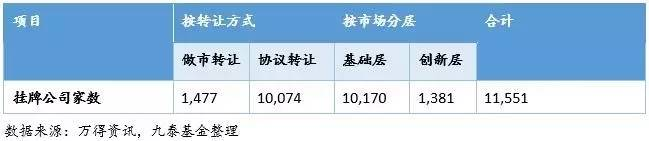 项目 按转让方式 按市场分层 合计
做市转让 协议转让 基础层 创新层
挂牌公司家数 1,477 10,074 10,170 1,381 11,551
数据来源：万得资讯，九泰基金整理